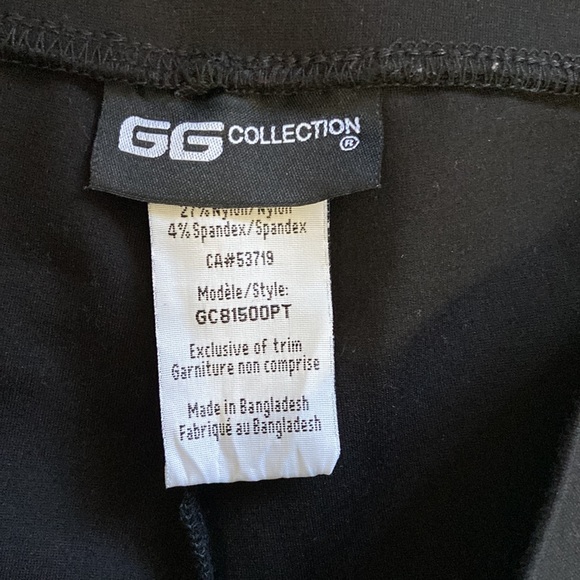 GG COLLECTION ®
27% Nylon/Nylon
4% Spandex/Spandex
CA#53719
Modèle/Style:
GC81500PT
Exclusive of trim
Garniture non comprise
Made in Bangladesh
Fabriqué au Bangladesh